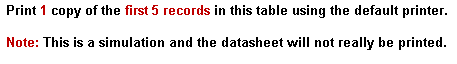 Print 1 copy of the first 5 records in this table using the default printer.
Note: This is a simulation and the datasheet will not really be printed.